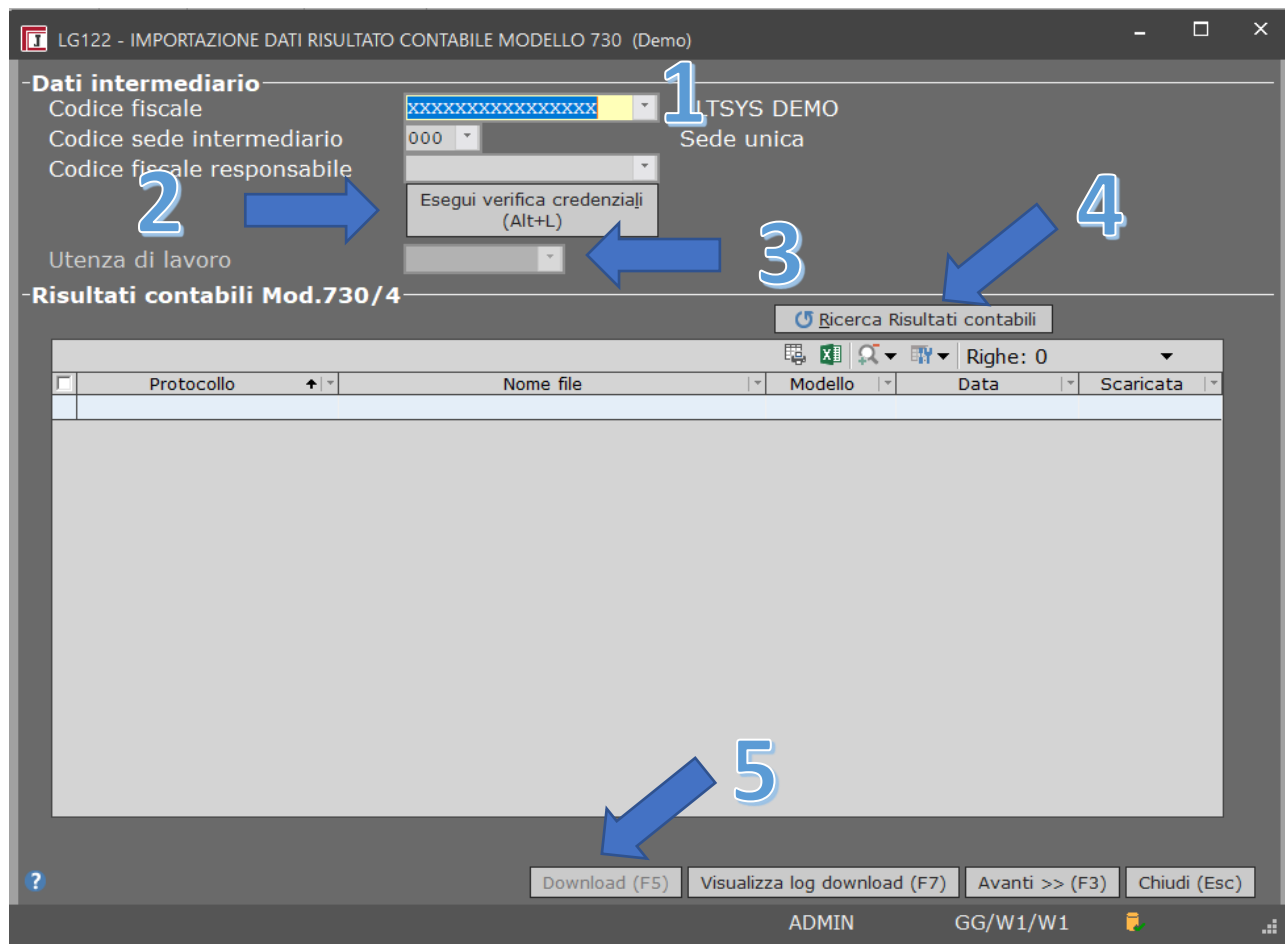 LG122 - IMPORTAZIONE DATI RISULTATO CONTABILE MODELLO 730 (Demo)
Dati intermediario
1
Codice fiscale XXXXXXXXXXXXXXXX LTSYS DEMO
Codice sede intermediario 000 Sede unica
Codice fiscale responsabile
2
Esegui verifica credenziali
(Alt+L)
3
4
Utenza di lavoro
Risultati contabili Mod.730/4
Ricerca Risultati contabili
Righe: 0
Protocollo Nome file Modello Data Scaricata
5
? Download (F5) Visualizza log download (F7) Avanti >> (F3) Chiudi (Esc)
ADMIN GG/W1/W1